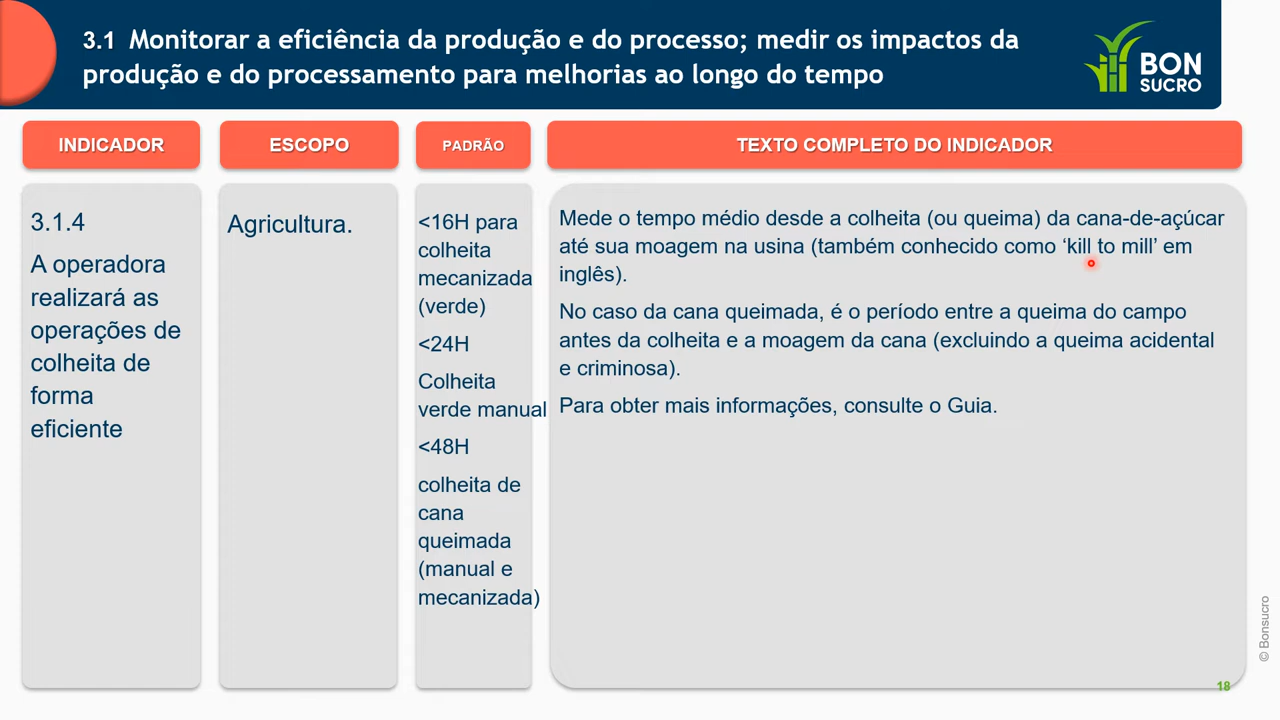 3.1 Monitorar a eficiência da produção e do processo; medir os impactos da
produção e do processamento para melhorias ao longo do tempo
BON
SUCRO
INDICADOR
ESCOPO
PADRÃO
TEXTO COMPLETO DO INDICADOR
3.1.4
A operadora
realizará as
operações de
colheita de
forma
eficiente
Agricultura.
<16H para
colheita
mecanizada
(verde)
<24H
Colheita
verde manual
<48H
colheita de
cana
queimada
(manual e
mecanizada)
Mede o tempo médio desde a colheita (ou queima) da cana-de-açúcar
até sua moagem na usina (também conhecido como ‘kill to mill’ em
inglês).
No caso da cana queimada, é o período entre a queima do campo
antes da colheita e a moagem da cana (excluindo a queima acidental
e criminosa).
Para obter mais informações, consulte o Guia.
© Bonsucro
18